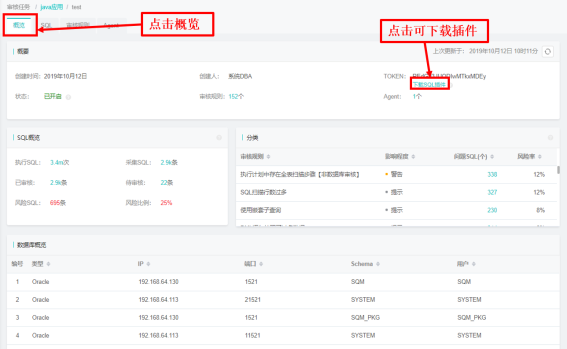 审核任务 / java应用 / test
概览 SQL 审核规则 Agent
点击概览
点击可下载插件
概要
上次更新于: 2019年10月12日 10时11分
创建时间: 2019年10月12日 创建人: 系统DBA TOKEN:
下载SQL插件
状态: 已开启 审核规则: 152个 Agent: 1个
SQL概览
执行SQL: 3.4m次 采集SQL: 2.9k条
已审核: 2.9k条 待审核: 22条
风险SQL: 695条 风险比例: 25%
分类
审核规则 影响程度 问题SQL(个) 风险率
执行计划中存在全表扫描步骤【非数据库审核】 警告 338 12%
SQL扫描行数过多 提示 327 12%
使用嵌套子查询 提示 230 8%
数据库概览
编号 类型 IP 端口 Schema 用户
1 Oracle 192.168.64.130 1521 SQM SQM
2 Oracle 192.168.64.113 21521 SYSTEM SYSTEM
3 Oracle 192.168.64.130 1521 SQM_PKG SQM_PKG
4 Oracle 192.168.64.113 11521 SYSTEM SYSTEM